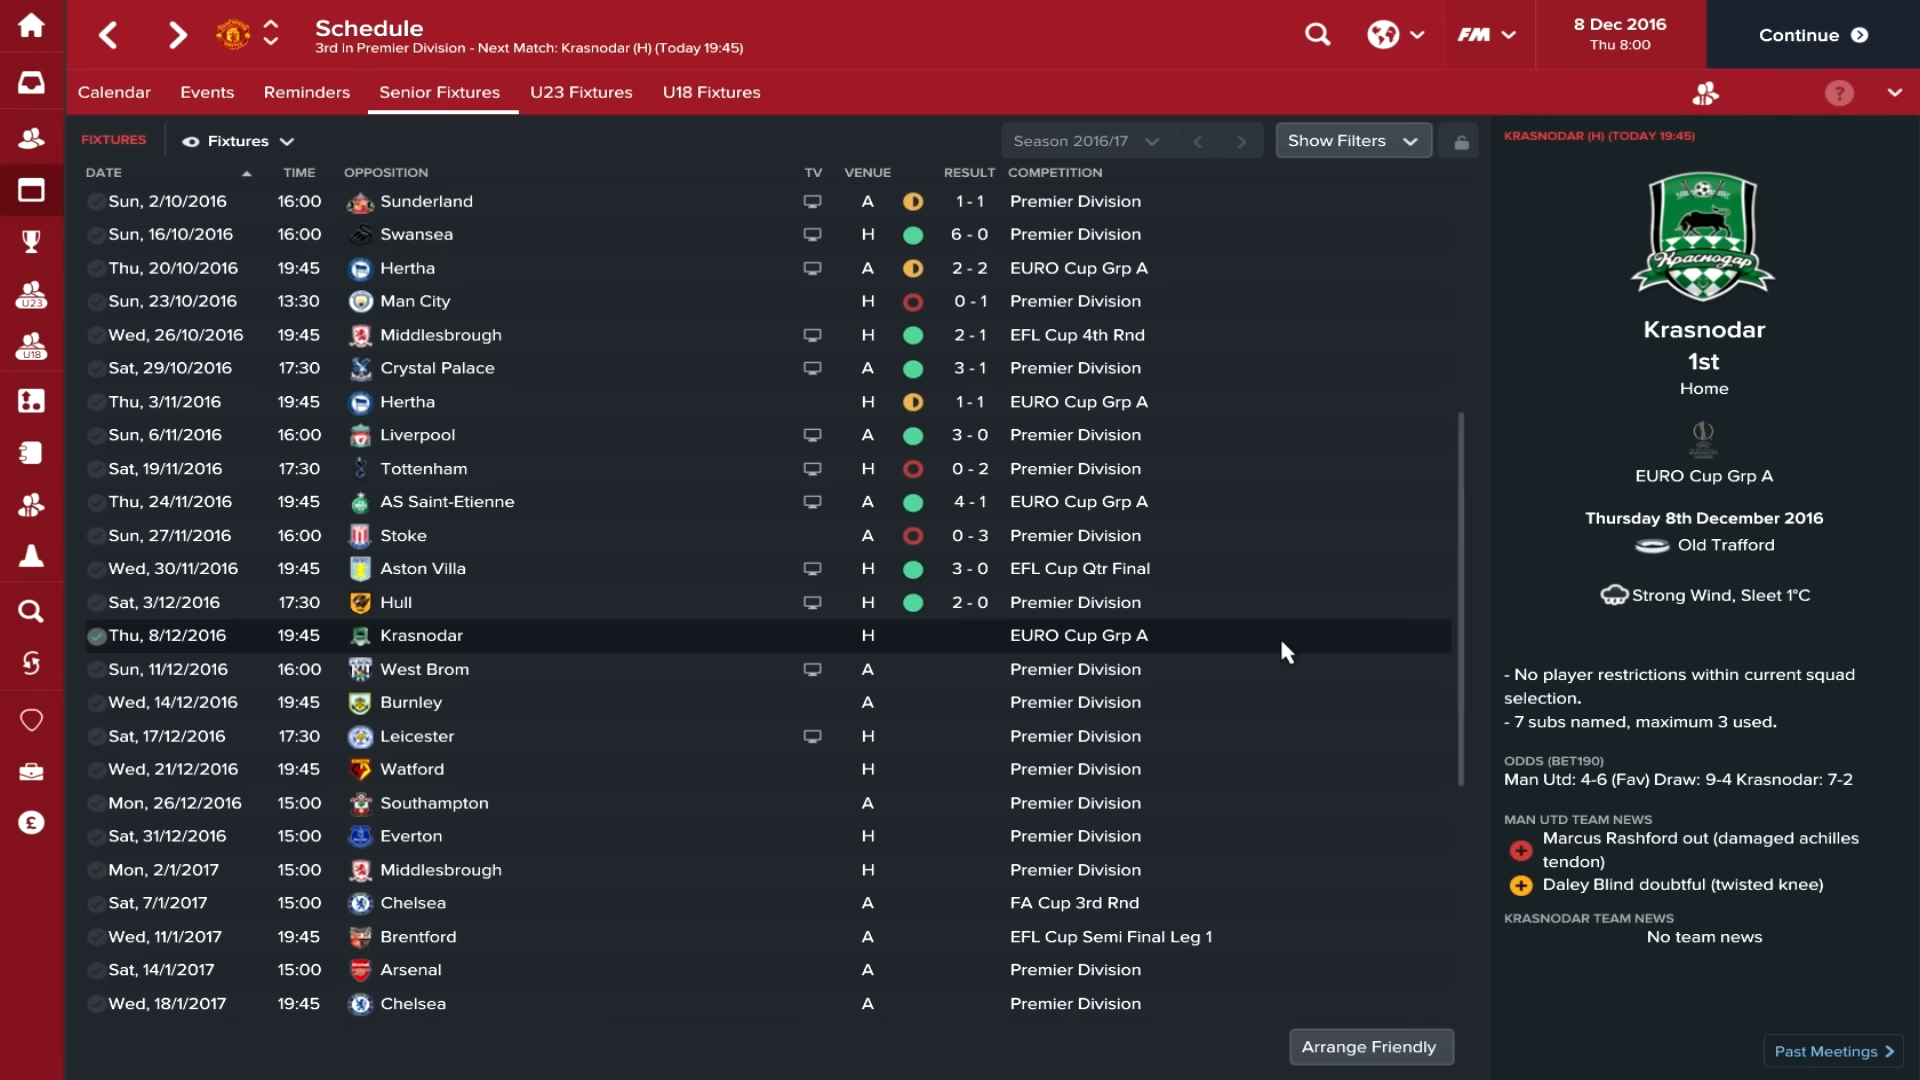 Schedule
3rd In Premier Division - Next Match: Krasnodar (H) (Today 19:45)
FM
8 Dec 2016
Thu 8:00
Continue
Calendar Events Reminders Senior Fixtures U23 Fixtures U18 Fixtures
?
FIXTURES Fixtures Season 2016/17 Show Filters
DATE TIME OPPOSITION TV VENUE RESULT COMPETITION
Sun, 2/10/2016 16:00 Sunderland A 1 - 1 Premier Division
Sun, 16/10/2016 16:00 Swansea H 6 - 0 Premier Division
Thu, 20/10/2016 19:45 Hertha A 2 - 2 EURO Cup Grp A
Sun, 23/10/2016 13:30 Man City H 0 - 1 Premier Division
Wed, 26/10/2016 19:45 Middlesbrough H 2 - 1 EFL Cup 4th Rnd
Sat, 29/10/2016 17:30 Crystal Palace A 3 - 1 Premier Division
Thu, 3/11/2016 19:45 Hertha H 1 - 1 EURO Cup Grp A
Sun, 6/11/2016 16:00 Liverpool A 3 - 0 Premier Division
Sat, 19/11/2016 17:30 Tottenham H 0 - 2 Premier Division
Thu, 24/11/2016 19:45 AS Saint-Etienne A 4 - 1 EURO Cup Grp A
Sun, 27/11/2016 16:00 Stoke A 0 - 3 Premier Division
Wed, 30/11/2016 19:45 Aston Villa H 3 - 0 EFL Cup Qtr Final
Sat, 3/12/2016 17:30 Hull H 2 - 0 Premier Division
Thu, 8/12/2016 19:45 Krasnodar H EURO Cup Grp A
Sun, 11/12/2016 16:00 West Brom A Premier Division
Wed, 14/12/2016 19:45 Burnley A Premier Division
Sat, 17/12/2016 17:30 Leicester H Premier Division
Wed, 21/12/2016 19:45 Watford H Premier Division
Mon, 26/12/2016 15:00 Southampton A Premier Division
Sat, 31/12/2016 15:00 Everton H Premier Division
Mon, 2/1/2017 15:00 Middlesbrough H Premier Division
Sat, 7/1/2017 15:00 Chelsea A FA Cup 3rd Rnd
Wed, 11/1/2017 19:45 Brentford A EFL Cup Semi Final Leg 1
Sat, 14/1/2017 15:00 Arsenal A Premier Division
Wed, 18/1/2017 19:45 Chelsea A Premier Division
Arrange Friendly
U23
U18
£
KRASNODAR (H) (TODAY 19:45)
Краснодар
Krasnodar
1st
Home
EURO Cup Grp A
Thursday 8th December 2016
Old Trafford
Strong Wind, Sleet 1°C
- No player restrictions within current squad
selection.
- 7 subs named, maximum 3 used.
ODDS (BET190)
Man Utd: 4-6 (Fav) Draw: 9-4 Krasnodar: 7-2
MAN UTD TEAM NEWS
Marcus Rashford out (damaged achilles
tendon)
Daley Blind doubtful (twisted knee)
KRASNODAR TEAM NEWS
No team news
Past Meetings